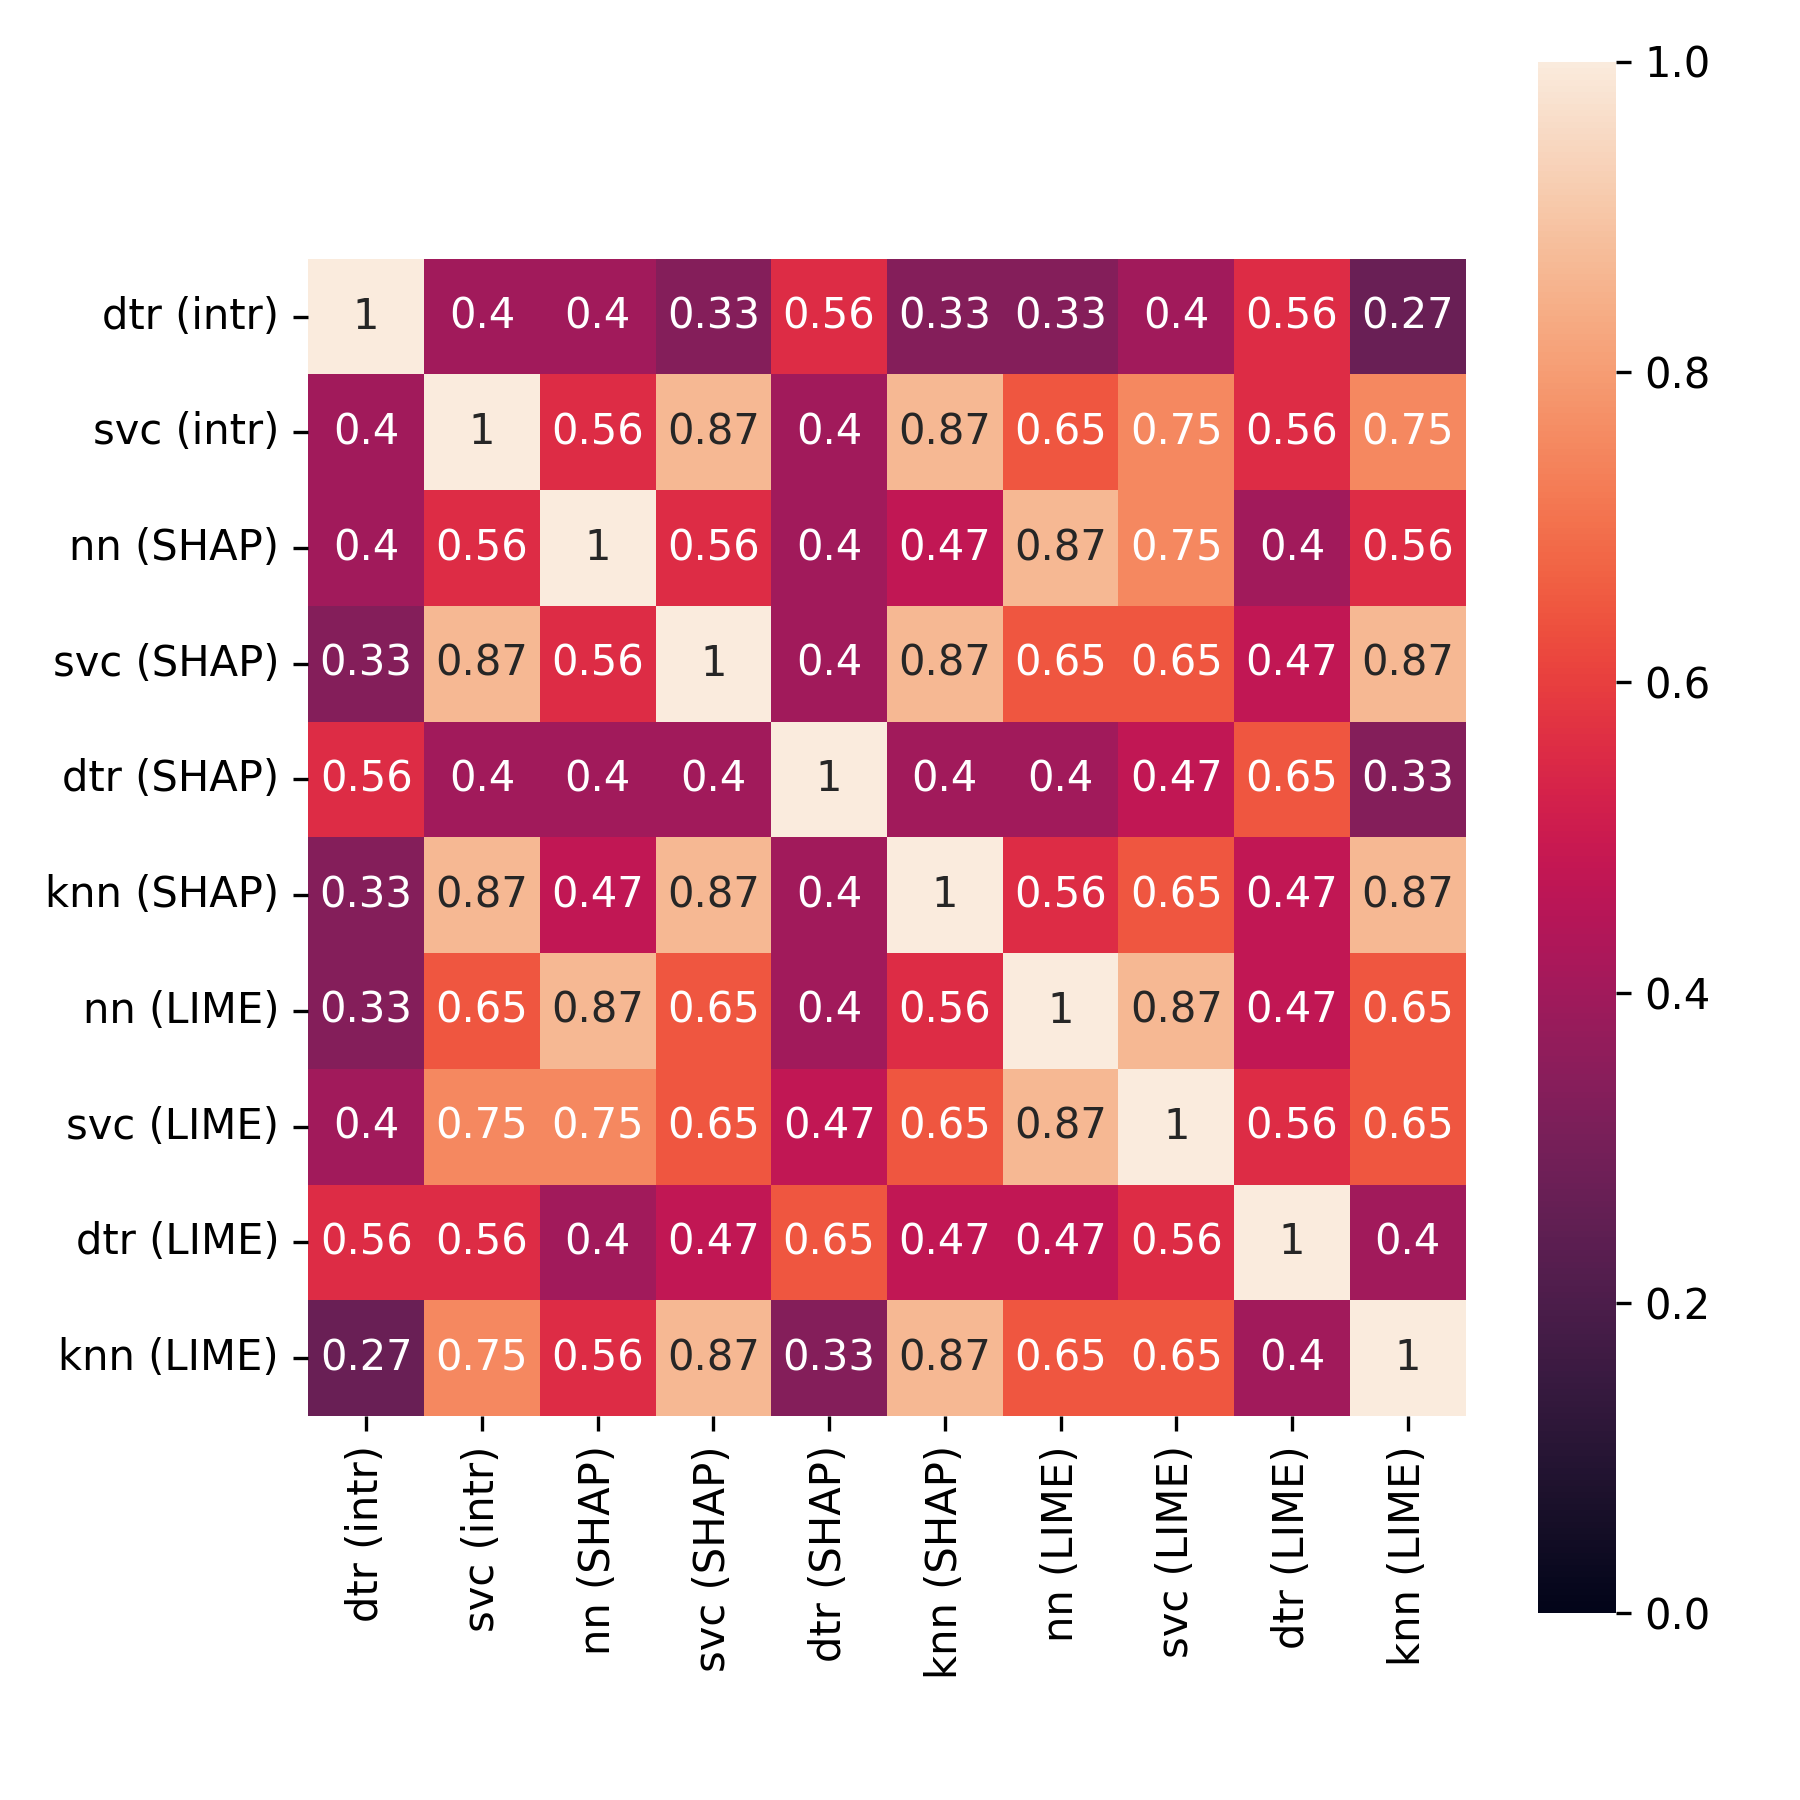 1.0
dtr (intr) 1 0.4 0.4 0.33 0.56 0.33 0.33 0.4 0.56 0.27
0.8
svc (intr) 0.4 1 0.56 0.87 0.4 0.87 0.65 0.75 0.56 0.75
nn (SHAP) 0.4 0.56 1 0.56 0.4 0.47 0.87 0.75 0.4 0.56
svc (SHAP) 0.33 0.87 0.56 1 0.4 0.87 0.65 0.65 0.47 0.87
0.6
dtr (SHAP) 0.56 0.4 0.4 0.4 1 0.4 0.4 0.47 0.65 0.33
knn (SHAP) 0.33 0.87 0.47 0.87 0.4 1 0.56 0.65 0.47 0.87
0.4
nn (LIME) 0.33 0.65 0.87 0.65 0.4 0.56 1 0.87 0.47 0.65
svc (LIME) 0.4 0.75 0.75 0.65 0.47 0.65 0.87 1 0.56 0.65
dtr (LIME) 0.56 0.56 0.4 0.47 0.65 0.47 0.47 0.56 1 0.4
0.2
knn (LIME) 0.27 0.75 0.56 0.87 0.33 0.87 0.65 0.65 0.4 1
0.0
dtr (intr)
svc (intr)
nn (SHAP)
svc (SHAP)
dtr (SHAP)
knn (SHAP)
nn (LIME)
svc (LIME)
dtr (LIME)
knn (LIME)